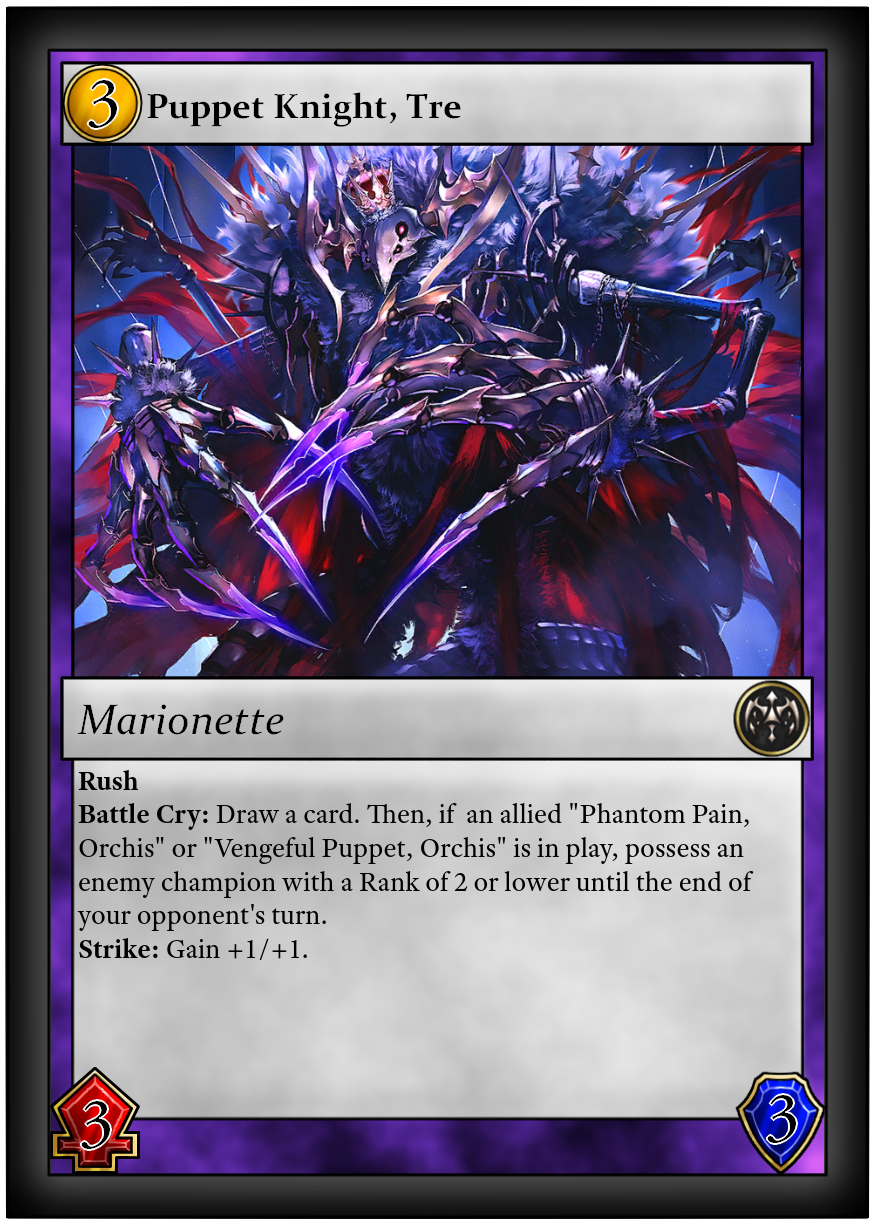 3
Puppet Knight, Tre
Marionette
Rush
Battle Cry: Draw a card. Then, if an allied "Phantom Pain,
Orchis" or "Vengeful Puppet, Orchis" is in play, possess an
enemy champion with a Rank of 2 or lower until the end of
your opponent's turn.
Strike: Gain +1/+1.
3
3